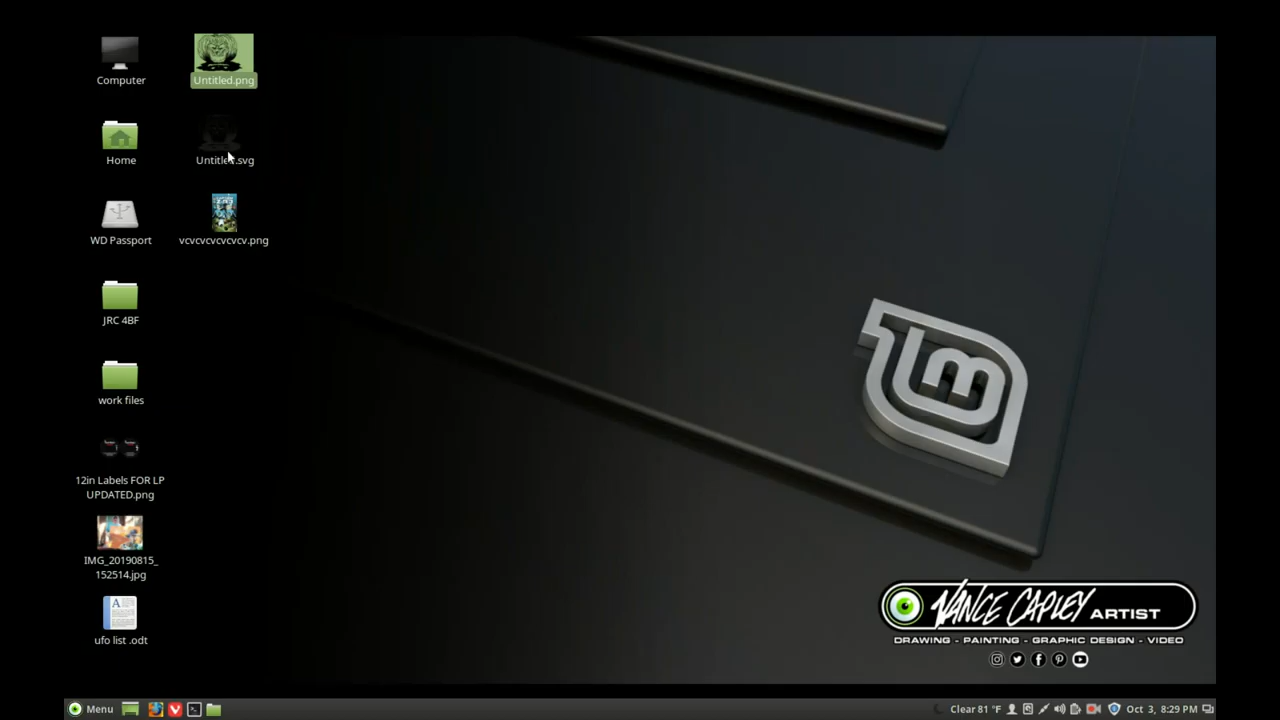 Computer
Untitled.png
Home
Untitled.svg
WD Passport
vcvcvcvcvcvcv.png
JRC 4BF
work files
12in Labels FOR LP
UPDATED.png
IMG_20190815_
152514.jpg
ufo list .odt
lm
VANCE CAPLEY ARTIST
DRAWING - PAINTING - GRAPHIC DESIGN - VIDEO
Menu
Clear 81 °F
Oct 3, 8:29 PM